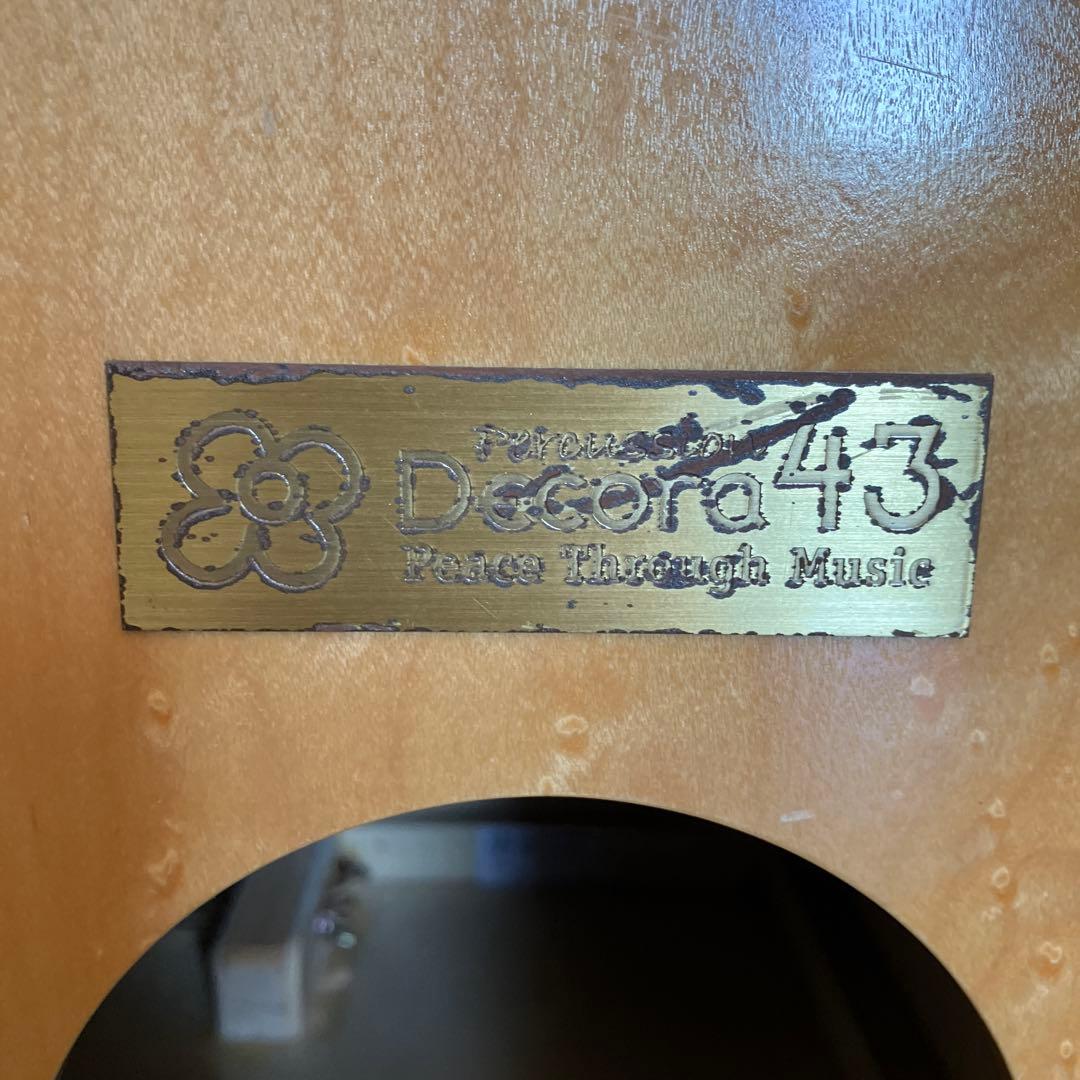 Percussion
Decora43
Peace Through Music